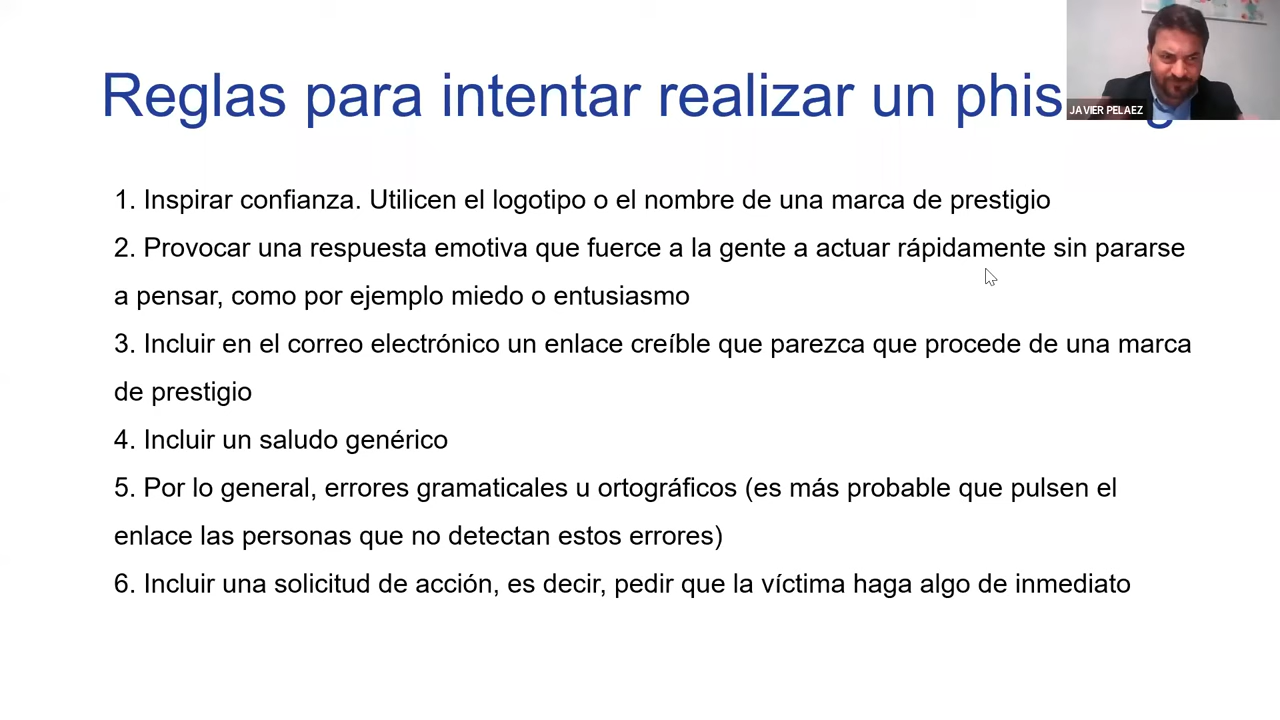 Reglas para intentar realizar un phis
JAVIER PELAEZ
1. Inspirar confianza. Utilicen el logotipo o el nombre de una marca de prestigio
2. Provocar una respuesta emotiva que fuerce a la gente a actuar rápidamente sin pararse
a pensar, como por ejemplo miedo o entusiasmo
3. Incluir en el correo electrónico un enlace creíble que parezca que procede de una marca
de prestigio
4. Incluir un saludo genérico
5. Por lo general, errores gramaticales u ortográficos (es más probable que pulsen el
enlace las personas que no detectan estos errores)
6. Incluir una solicitud de acción, es decir, pedir que la víctima haga algo de inmediato